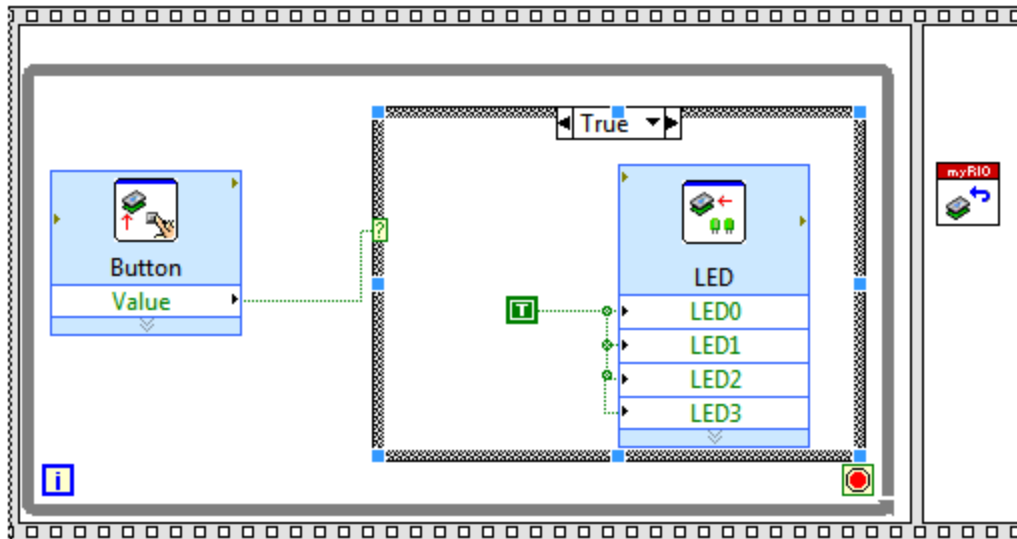 True
myRIO
?
Button
LED
Value
T
LED0
LED1
LED2
LED3
i